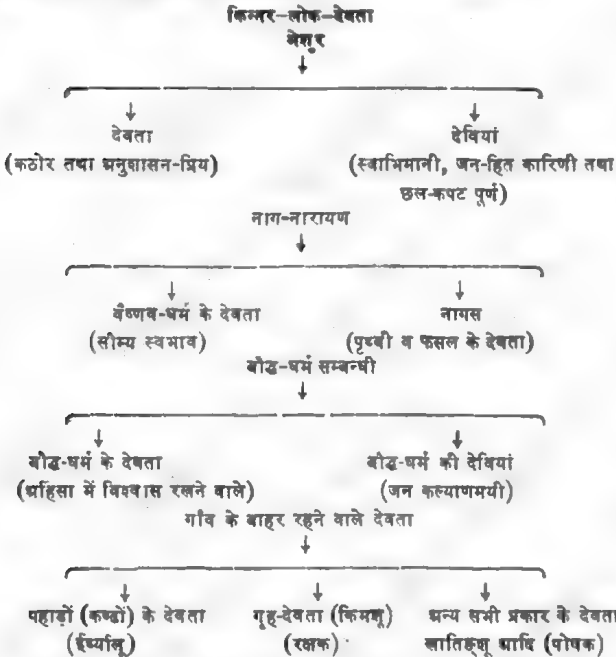 किन्नर-लोक-देवता
मेशुर
देवता देवियां
(कठोर तथा अनुशासन-प्रिय) (स्वाभिमानी, जन-हित कारिणी तथा
छल-कपट पूर्ण)
नाग-नारायण
वैष्णव-धर्म के देवता नागस
(सौम्य स्वभाव) (पृथ्वी व फसल के देवता)
बौद्ध-धर्म सम्बन्धी
बौद्ध-धर्म के देवता बौद्ध-धर्म की देवियां
(अहिंसा में विश्वास रखने वाले) (जन कल्याणमयी)
गाँव के बाहर रहने वाले देवता
पहाड़ों (कण्ढों) के देवता गृह-देवता (किमशू) अन्य सभी प्रकार के देवता
(ईर्ष्यालू) (रक्षक) खातिङ्शू आदि (पोषक)